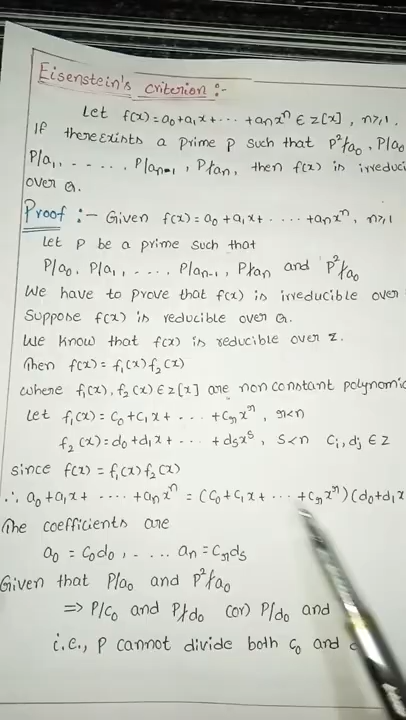 Eisenstein's criterion :-
Let f(x) = a₀ + a₁x + ··· + aₙxⁿ ∈ Z[x], n≥1.
If there exists a prime p such that p²∤a₀, P/a₀
P/a₁, ..... P/aₙ₋₁, P∤aₙ, then f(x) is
over Q.
Proof :- Given f(x) = a₀ + a₁x + ···· + aₙxⁿ, n≥1
Let P be a prime such that
P/a₀, P/a₁, ...., P/aₙ₋₁, P∤aₙ and P²∤a₀
We have to prove that f(x) is irreducible over
Suppose f(x) is reducible over Q.
We know that f(x) is reducible over Z.
Then f(x) = f₁(x) f₂(x)
where f₁(x), f₂(x) ∈ Z[x] are non constant
Let f₁(x) = c₀ + c₁x + ··· + cᵣxʳ, r<n
f₂(x) = d₀ + d₁x + ··· + dₛxˢ, s<n cᵢ, dⱼ ∈ Z
since f(x) = f₁(x) f₂(x)
∴ a₀ + a₁x + ···· + aₙxⁿ = (c₀ + c₁x + ··· + cᵣxʳ)(d₀ + d₁x
The coefficients are
a₀ = c₀d₀, .... aₙ = cᵣdₛ
Given that P/a₀ and P²∤a₀
=> P/c₀ and P∤d₀ (or) P/d₀ and
i.e., P cannot divide both c₀ and